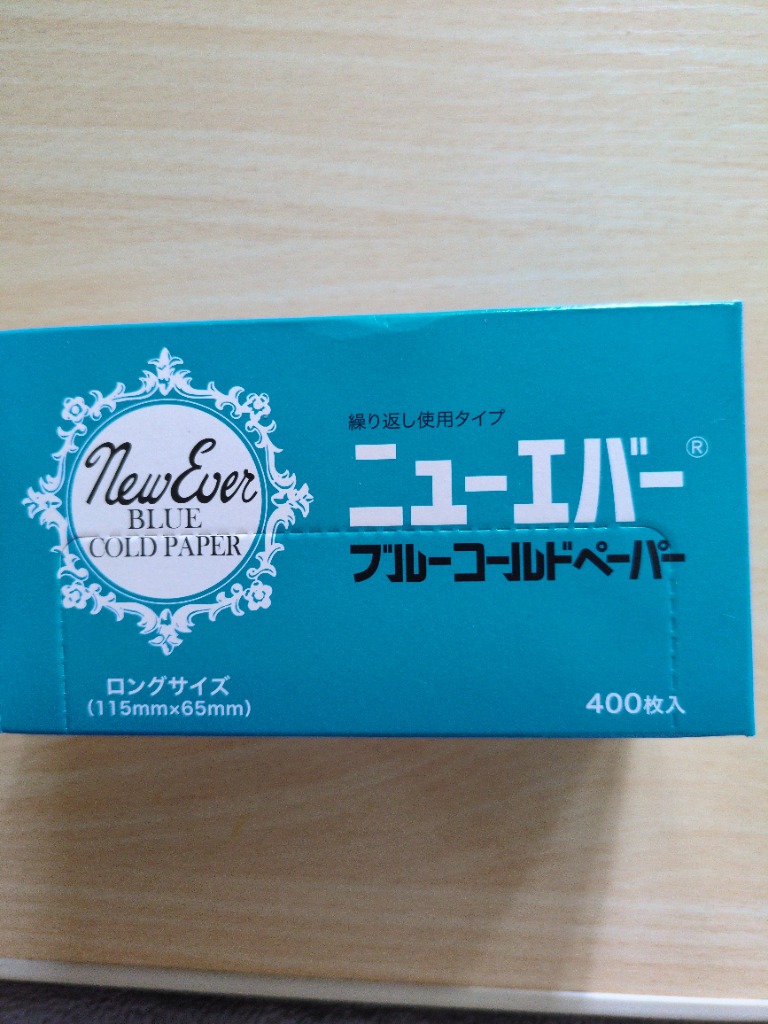 New Ever
BLUE
COLD PAPER
繰り返し使用タイプ
ニューエバー®
ブルーコールドペーパー
ロングサイズ
(115mm×65mm)
400枚入